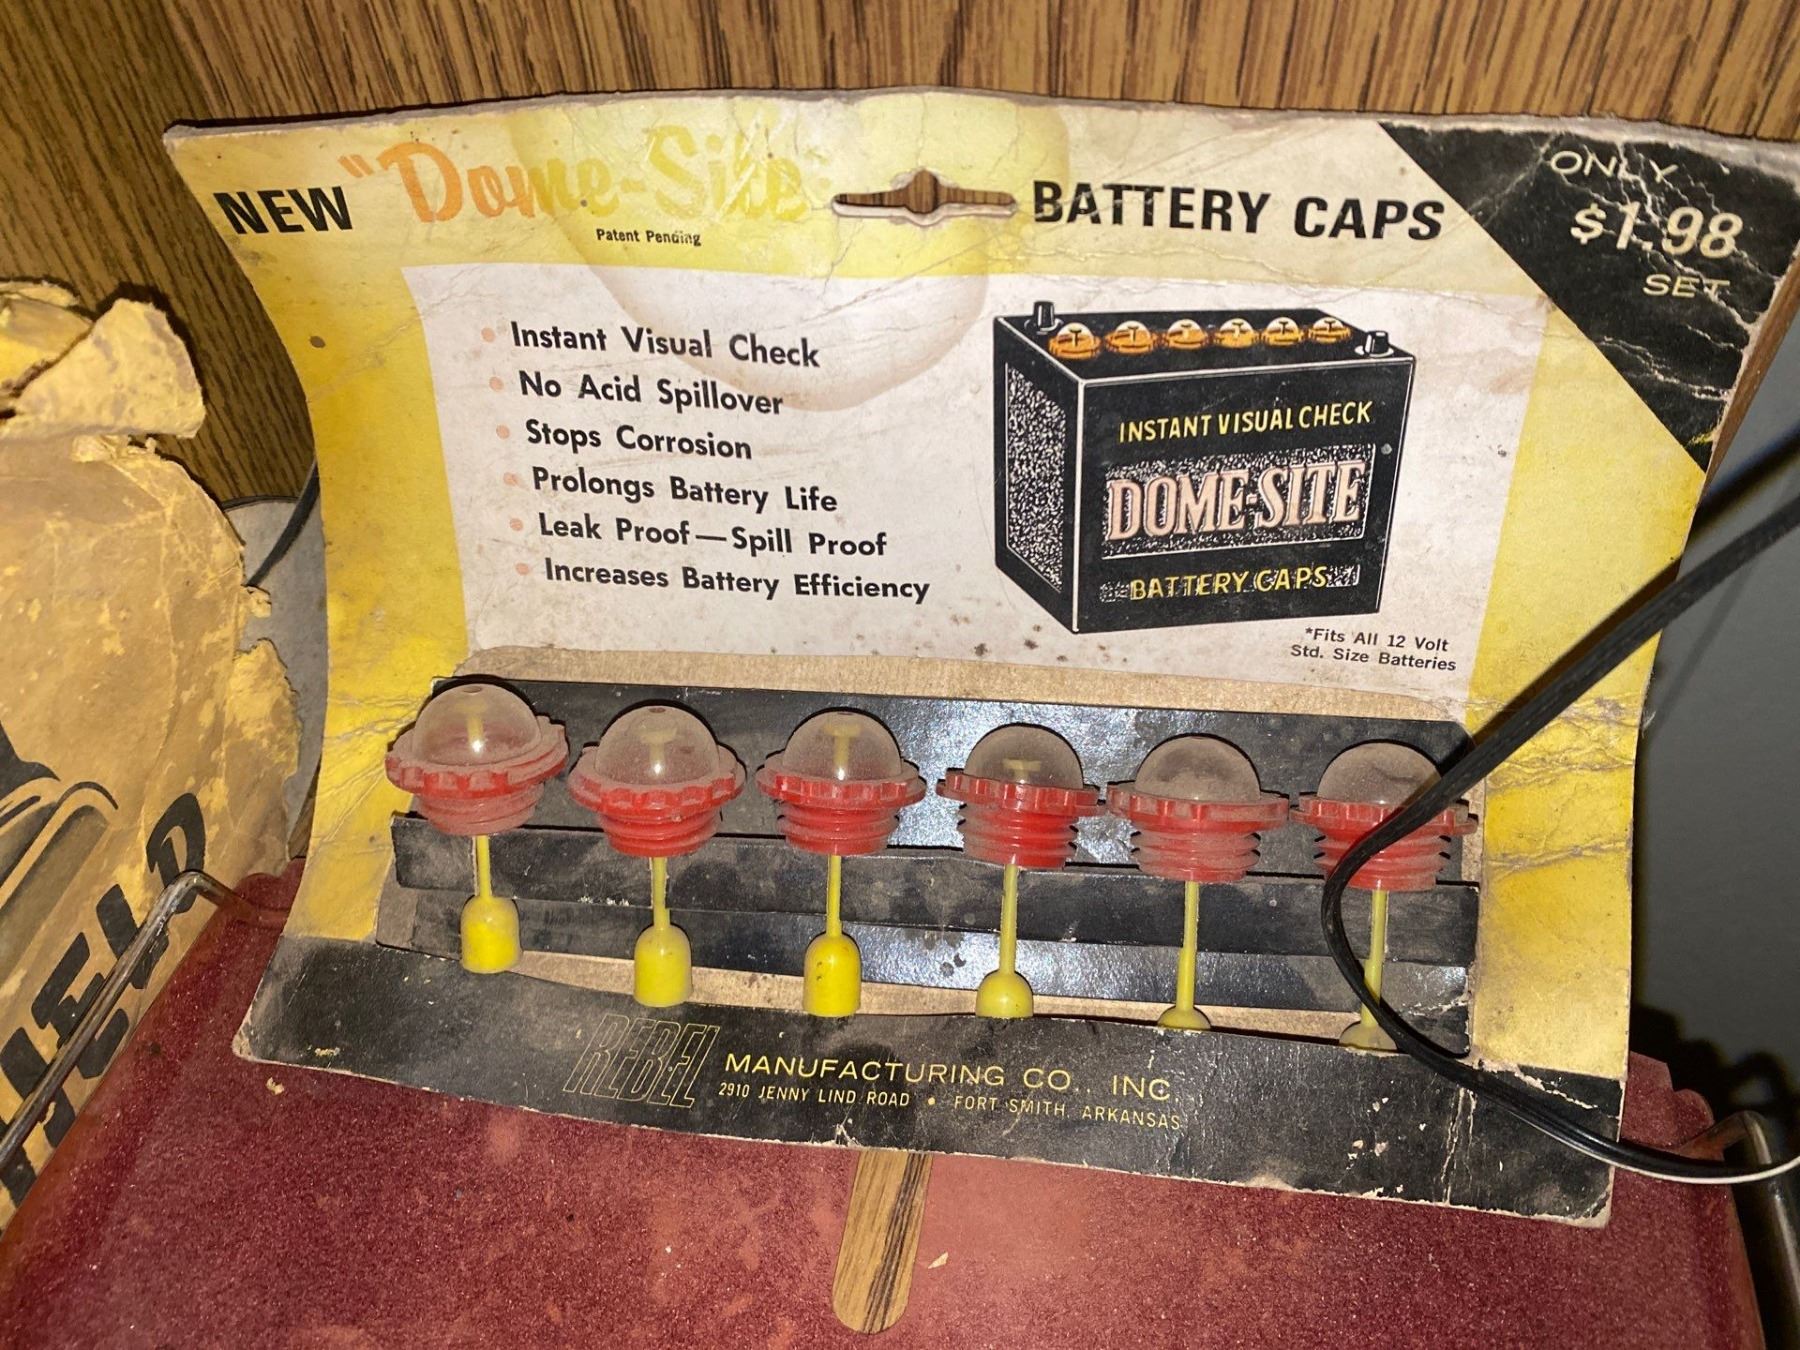 NEW "Dome-Site" BATTERY CAPS
Patent Pending
ONLY
$1.98
SET
• Instant Visual Check
• No Acid Spillover
• Stops Corrosion
• Prolongs Battery Life
• Leak Proof—Spill Proof
• Increases Battery Efficiency
INSTANT VISUAL CHECK
DOME-SITE
BATTERY CAPS
*Fits All 12 Volt
Std. Size Batteries
REBEL MANUFACTURING CO., INC.
2910 JENNY LIND ROAD • FORT SMITH, ARKANSAS